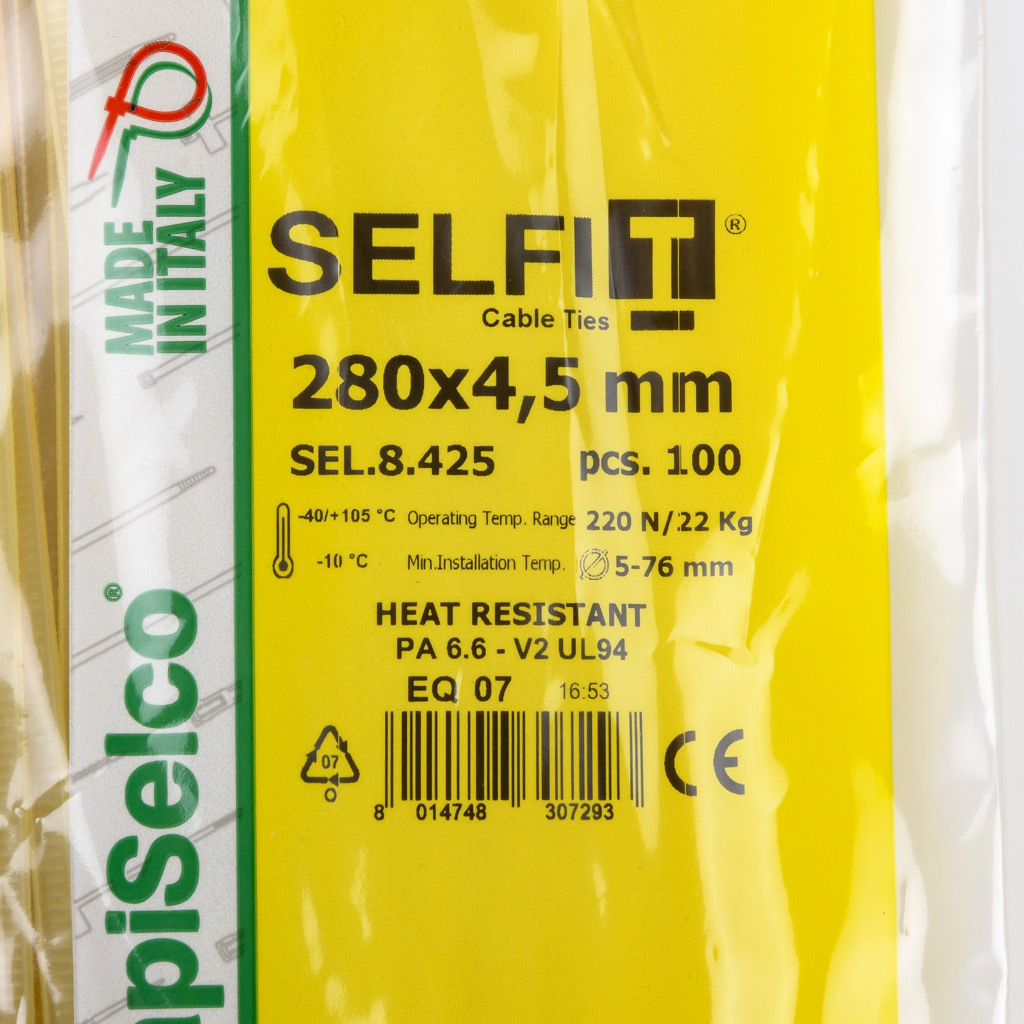 MADE
IN ITALY
piSelco®
SELFIT®
Cable Ties
280x4,5 mm
SEL.8.425 pcs. 100
-40/+105 °C Operating Temp. Range 220 N/22 Kg
-10 °C Min.Installation Temp. 5-76 mm
HEAT RESISTANT
PA 6.6 - V2 UL94
EQ 07 16:53
07
O
8 014748 307293
CE